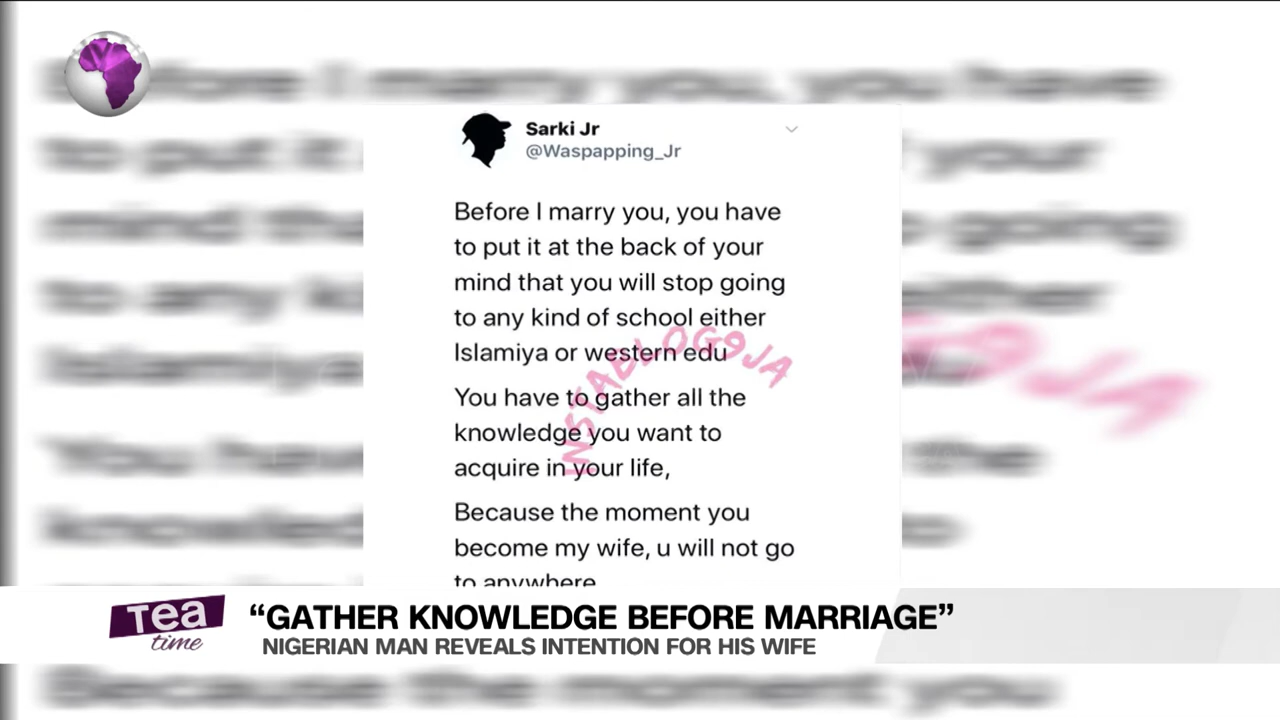 Sarki Jr
@Waspapping_Jr
Before I marry you, you have
to put it at the back of your
mind that you will stop going
to any kind of school either
Islamiya or western edu
You have to gather all the
knowledge you want to
acquire in your life,
Because the moment you
become my wife, u will not go
to anywhere
INSTABLOG9JA
Tea
time
“GATHER KNOWLEDGE BEFORE MARRIAGE”
NIGERIAN MAN REVEALS INTENTION FOR HIS WIFE